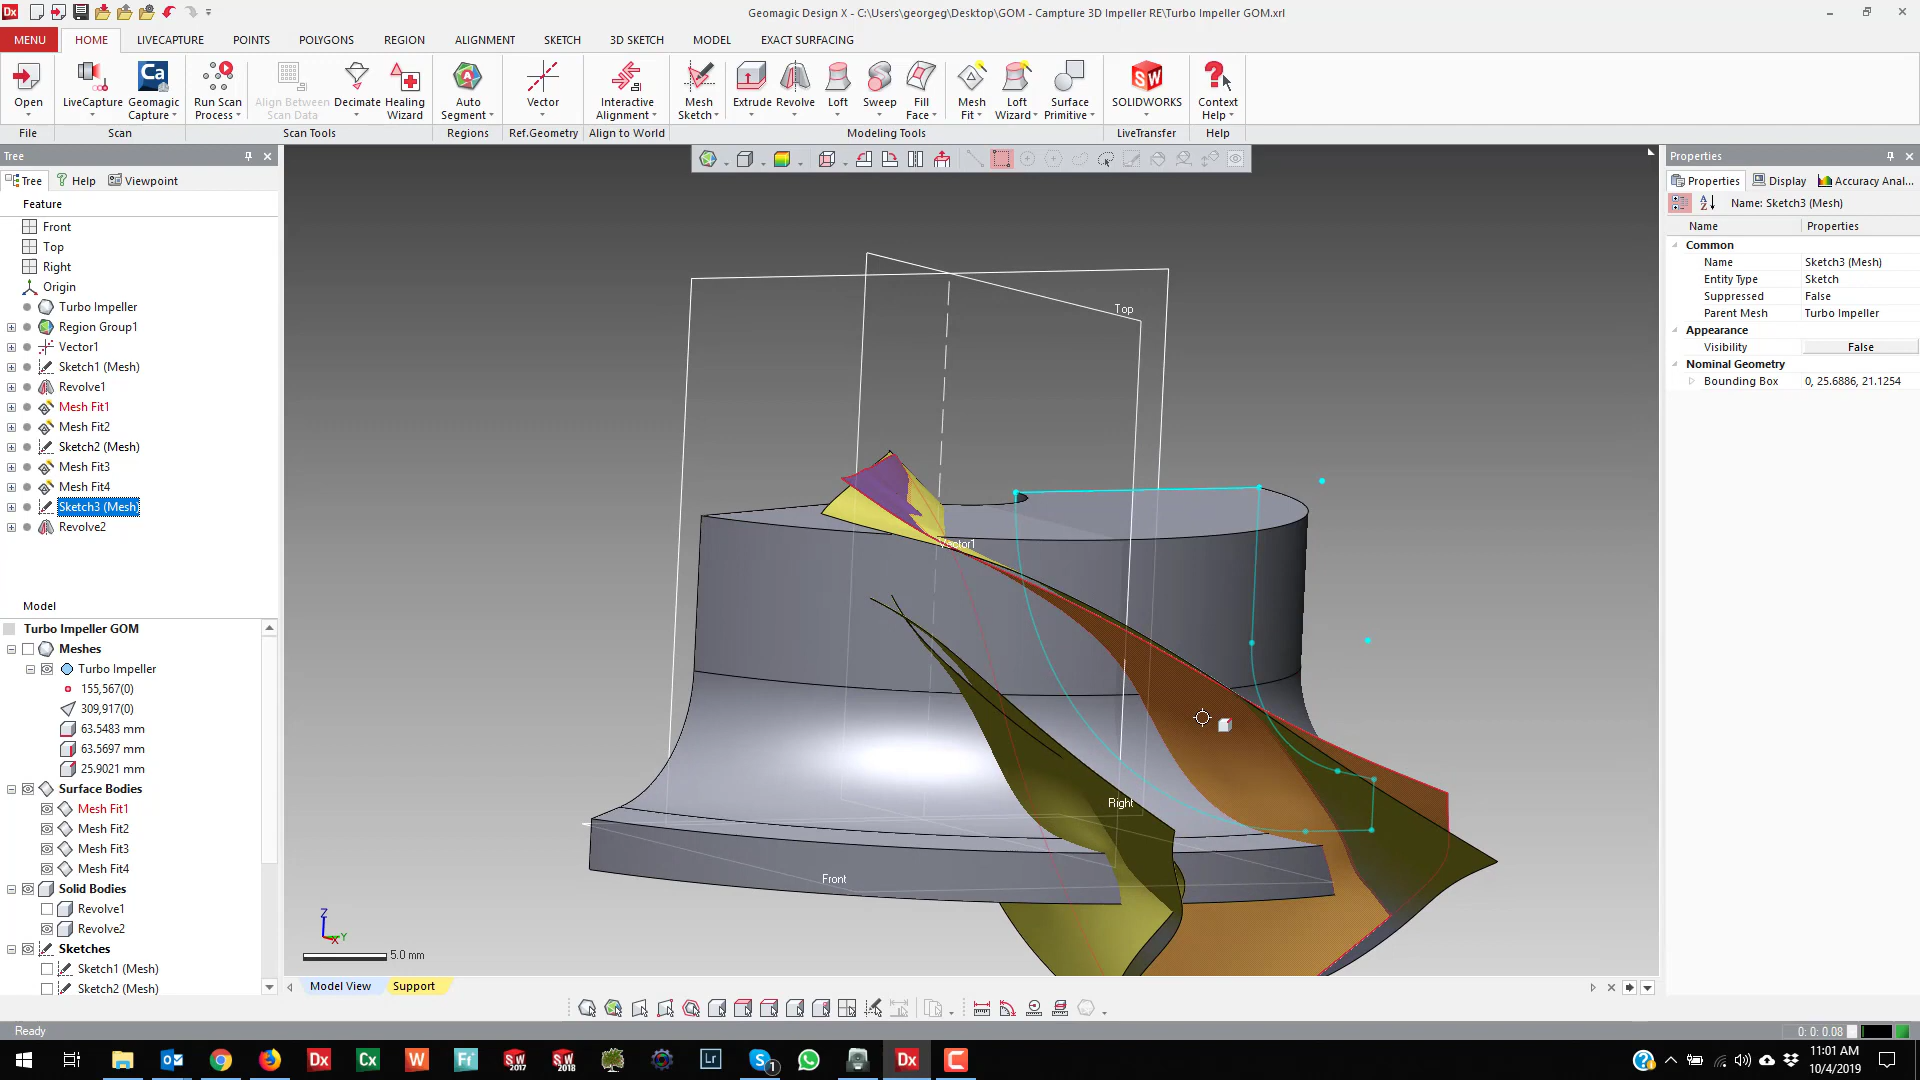 Dx
Geomagic Design X - C:\Users\georgeg\Desktop\GOM - Campture 3D Impeller RE\Turbo Impeller GOM.xrl
MENU HOME LIVECAPTURE POINTS POLYGONS REGION ALIGNMENT SKETCH 3D SKETCH MODEL EXACT SURFACING
Open LiveCapture Geomagic Capture Run Scan Process Align Between Scan Data Decimate Healing Wizard Auto Segment Vector Interactive Alignment Mesh Sketch Extrude Revolve Loft Sweep Fill Face Mesh Fit Loft Wizard Surface Primitive SOLIDWORKS Context Help
File Scan Scan Tools Regions Ref.Geometry Align to World Modeling Tools LiveTransfer Help
Tree
Tree Help Viewpoint
Feature
Front
Top
Right
Origin
Turbo Impeller
Region Group1
Vector1
Sketch1 (Mesh)
Revolve1
Mesh Fit1
Mesh Fit2
Sketch2 (Mesh)
Mesh Fit3
Mesh Fit4
Sketch3 (Mesh)
Revolve2
Model
Turbo Impeller GOM
Meshes
Turbo Impeller
155,567(0)
309,917(0)
63.5483 mm
63.5697 mm
25.9021 mm
Surface Bodies
Mesh Fit1
Mesh Fit2
Mesh Fit3
Mesh Fit4
Solid Bodies
Revolve1
Revolve2
Sketches
Sketch1 (Mesh)
Sketch2 (Mesh)
Top
Vector1
Right
Front
Z
Y
X
5.0 mm
Model View Support
Properties
Properties Display Accuracy Anal...
Name: Sketch3 (Mesh)
Name Properties
Common
Name Sketch3 (Mesh)
Entity Type Sketch
Suppressed False
Parent Mesh Turbo Impeller
Appearance
Visibility False
Nominal Geometry
Bounding Box 0, 25.6886, 21.1254
Ready
0: 0: 0.08
Dx Cx W SW 2017 SW 2018 Lr S 1 Dx C
11:01 AM
10/4/2019